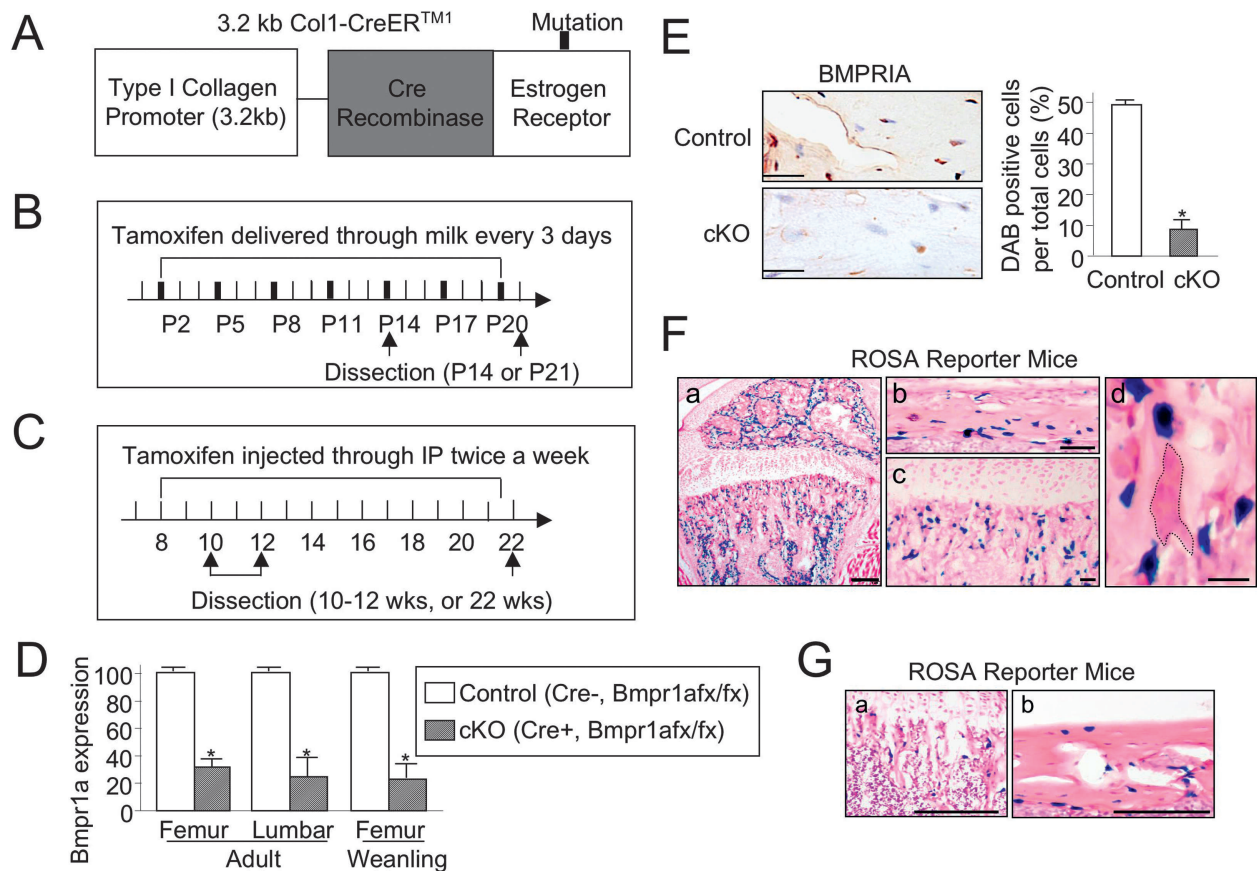 A
3.2 kb Col1-CreER™1
Mutation
Type I Collagen
Promoter (3.2kb)
Cre
Recombinase
Estrogen
Receptor
B
Tamoxifen delivered through milk every 3 days
P2 P5 P8 P11 P14 P17 P20
Dissection (P14 or P21)
C
Tamoxifen injected through IP twice a week
8 10 12 14 16 18 20 22
Dissection (10-12 wks, or 22 wks)
D
Bmpr1a expression
100
80
60
40
20
0
* * *
Femur Lumbar Femur
Adult Weanling
Control (Cre-, Bmpr1afx/fx)
cKO (Cre+, Bmpr1afx/fx)
E
BMPRIA
Control
cKO
DAB positive cells
per total cells (%)
50
40
30
20
10
0
*
Control cKO
F
ROSA Reporter Mice
a
b
c
d
G
ROSA Reporter Mice
a
b